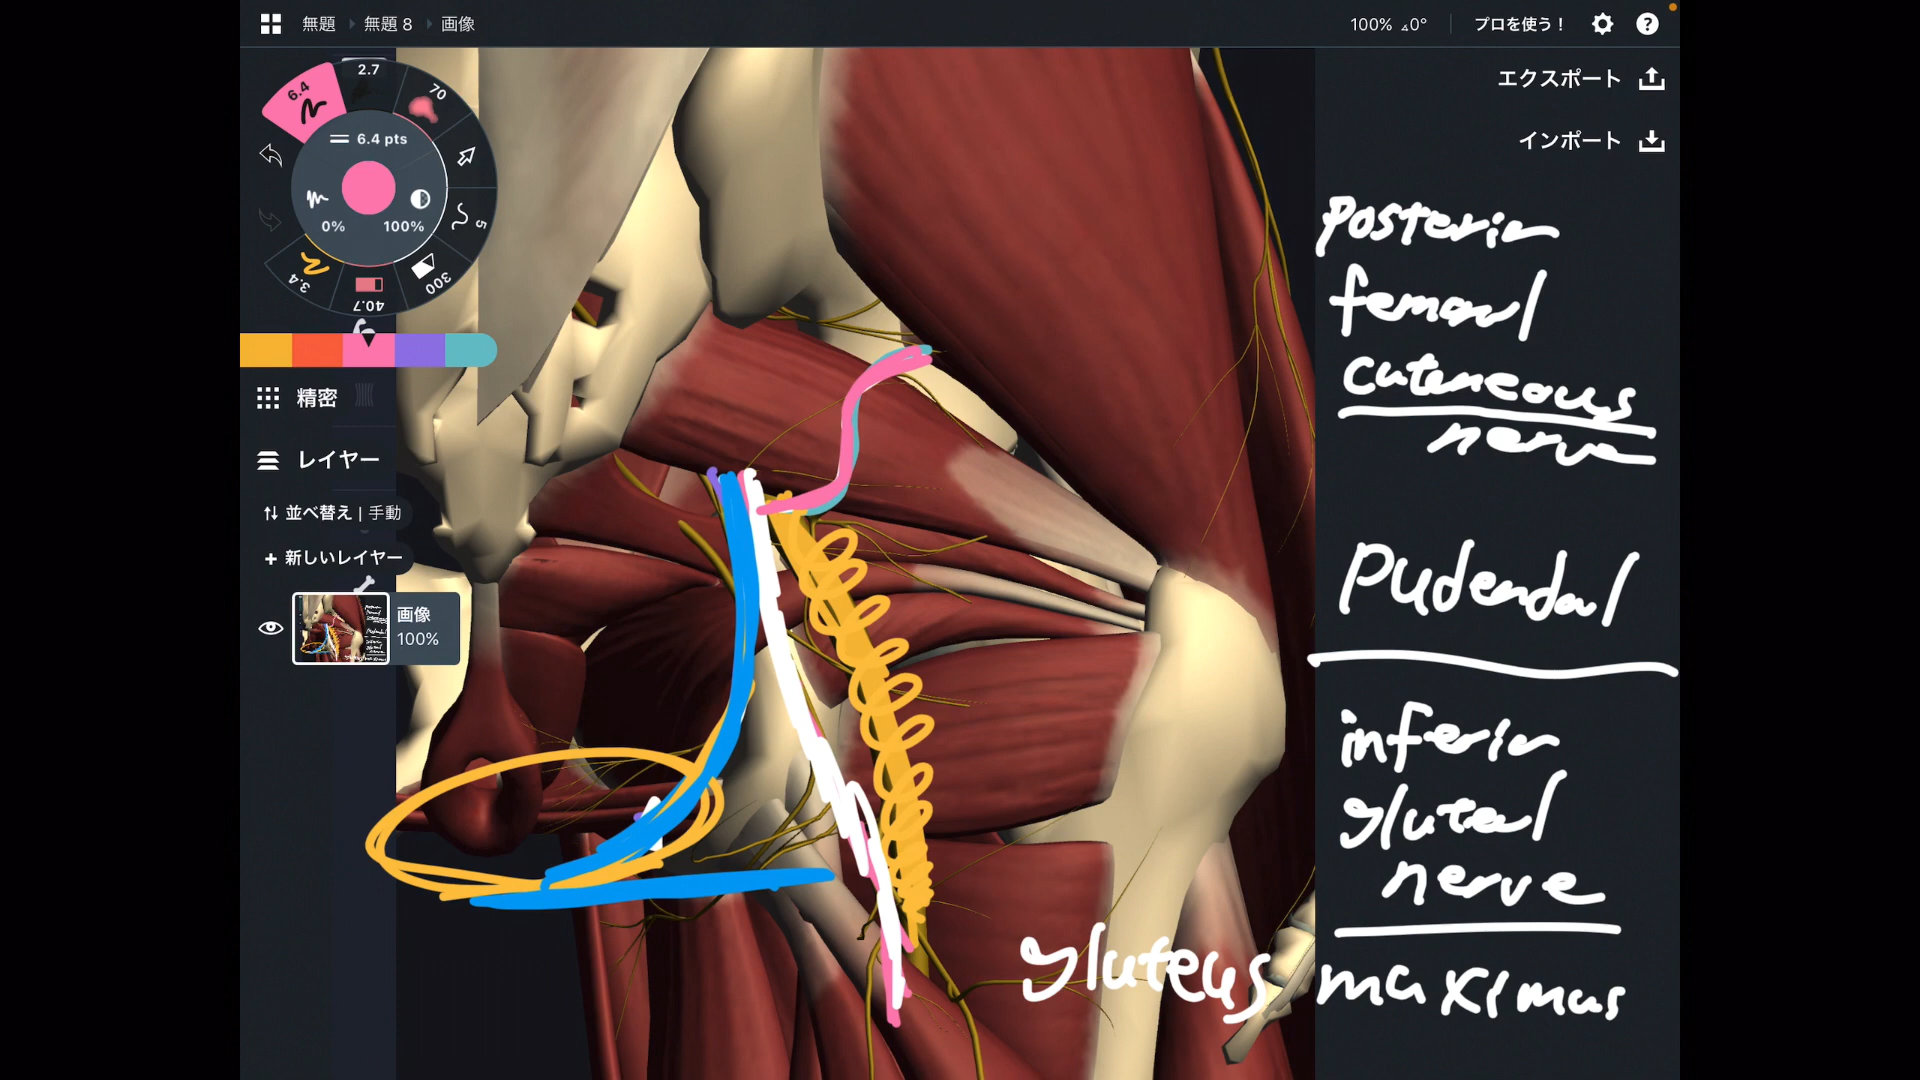 無題 無題 8 画像
100% ⊿0° プロを使う！
エクスポート
インポート
2.7
6.4
70
6.4 pts
0% 100%
5
3.4
40.7
300
精密
レイヤー
並べ替え | 手動
+ 新しいレイヤー
画像
100%
posterior
femoral
cutaneous
nerve
pudendal
inferior
gluteal
nerve
gluteus maximus